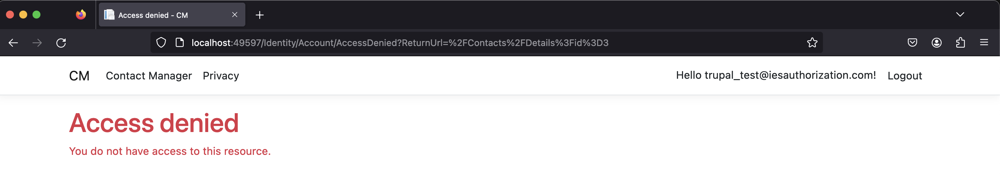 Access denied - CM
localhost:49597/Identity/Account/AccessDenied?ReturnUrl=%2FContacts%2FDetails%3Fid%3D3
CM Contact Manager Privacy Hello trupal_test@iesauthorization.com! Logout
Access denied
You do not have access to this resource.